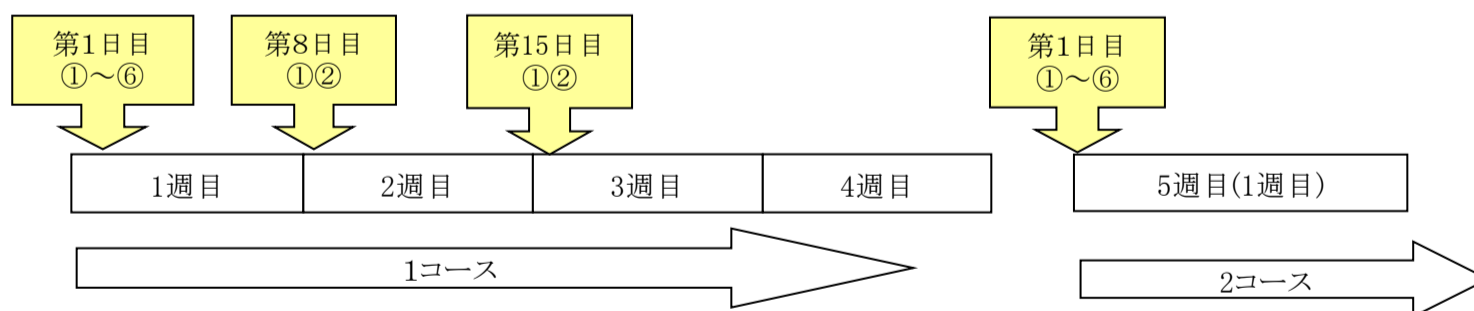 第1日目
①～⑥
第8日目
①②
第15日目
①②
第1日目
①～⑥
1週目
2週目
3週目
4週目
5週目(1週目)
1コース
2コース